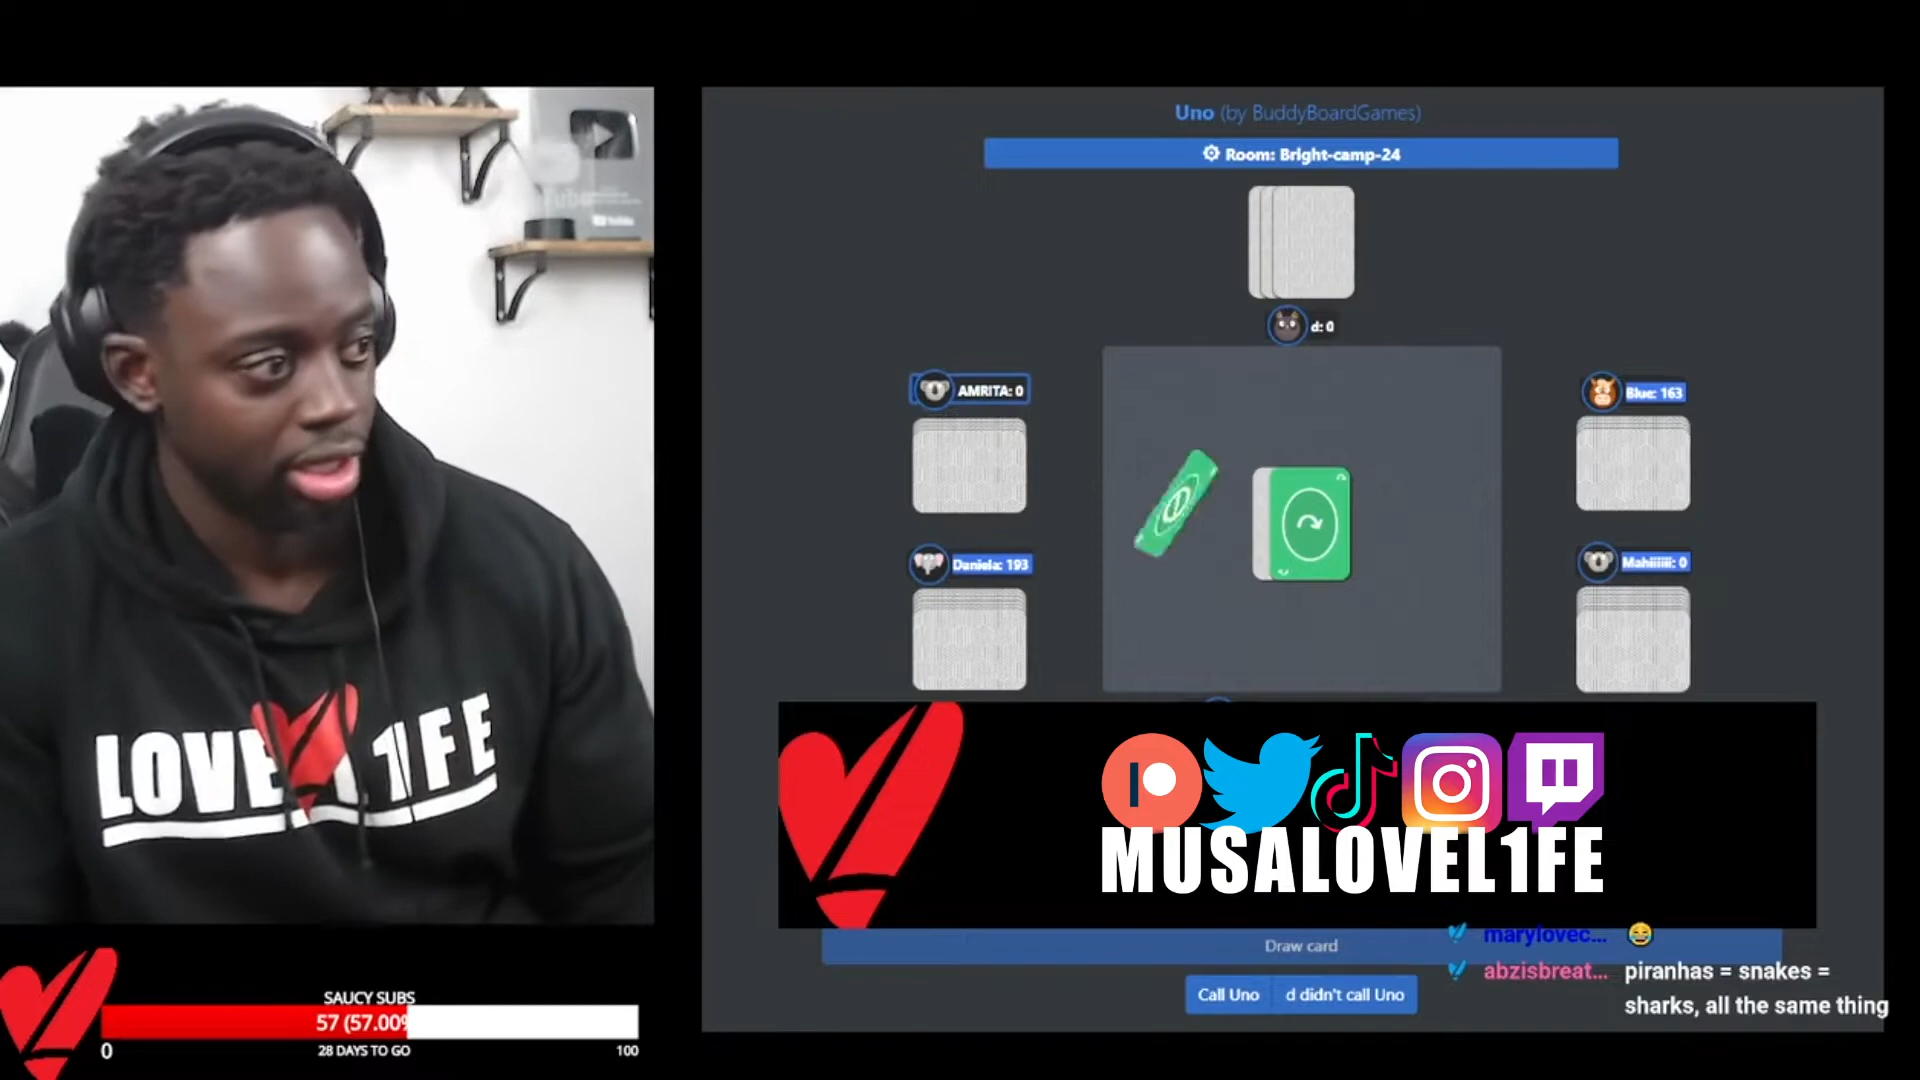 Uno (by BuddyBoardGames)
Room: Bright-camp-24
d: 0
AMRITA: 0
Blue: 163
Daniela: 193
Mahiiiiii: 0
LOVE L1FE
MUSALOVEL1FE
Draw card
Call Uno
d didn't call Uno
marylovec... 😂
abzisbreat... piranhas = snakes =
sharks, all the same thing
SAUCY SUBS
57 (57.00%
0
28 DAYS TO GO
100